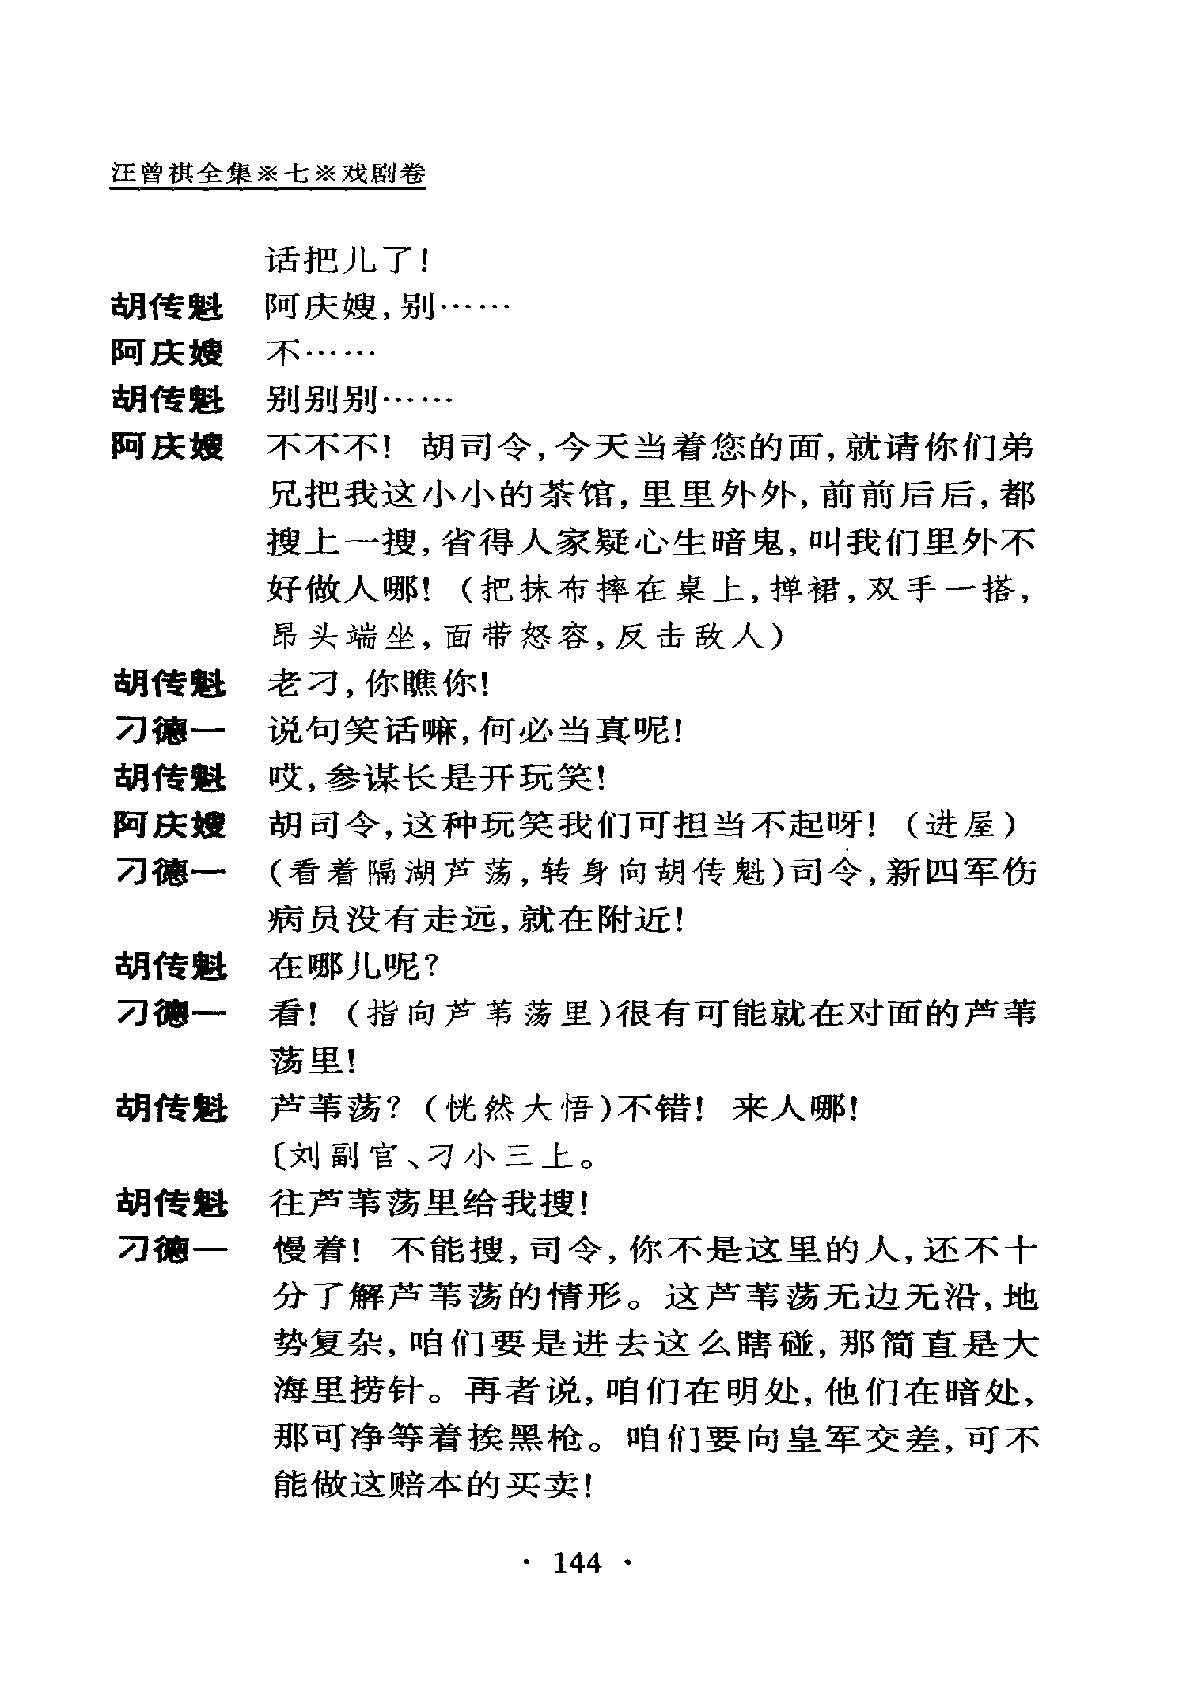 汪曾祺全集※七※戏剧卷
话把儿了!
胡传魁 阿庆嫂,别……
阿庆嫂 不……
胡传魁 别别别……
阿庆嫂 不不不! 胡司令,今天当着您的面,就请你们弟
兄把我这小小的茶馆,里里外外,前前后后,都
搜上一搜,省得人家疑心生暗鬼,叫我们里外不
好做人哪! (把抹布摔在桌上,掸裙,双手一搭,
昂头端坐,面带怒容,反击敌人)
胡传魁 老刁,你瞧你!
刁德一 说句笑话嘛,何必当真呢!
胡传魁 哎,参谋长是开玩笑!
阿庆嫂 胡司令,这种玩笑我们可担当不起呀! (进屋)
刁德一 (看着隔湖芦荡,转身向胡传魁)司令,新四军伤
病员没有走远,就在附近!
胡传魁 在哪儿呢?
刁德一 看! (指向芦苇荡里)很有可能就在对面的芦苇
荡里!
胡传魁 芦苇荡? (恍然大悟)不错! 来人哪!
〔刘副官、刁小三上。
胡传魁 往芦苇荡里给我搜!
刁德一 慢着! 不能搜,司令,你不是这里的人,还不十
分了解芦苇荡的情形。这芦苇荡无边无沿,地
势复杂,咱们要是进去这么瞎碰,那简直是大
海里捞针。再者说,咱们在明处,他们在暗处,
那可净等着挨黑枪。咱们要向皇军交差,可不
能做这赔本的买卖!
· 144 ·